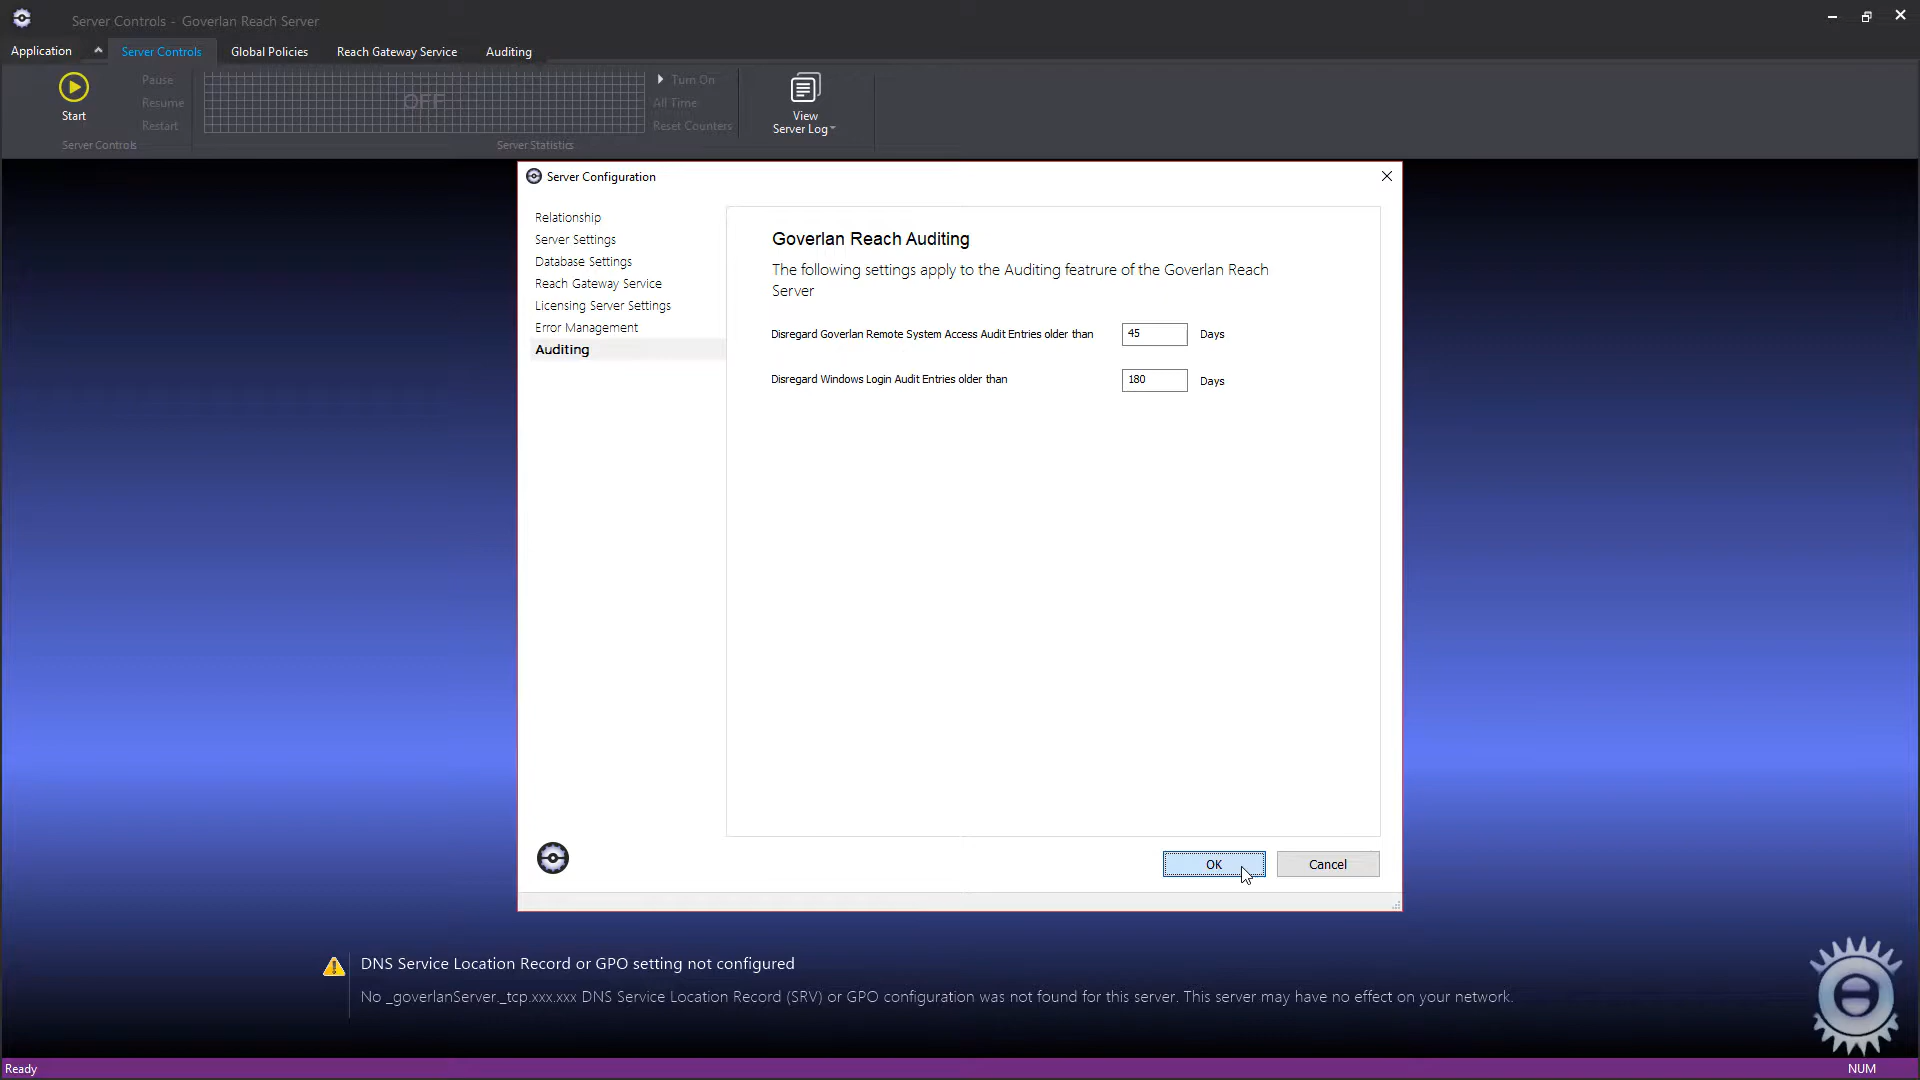 Server Controls - Goverlan Reach Server
Application
Server Controls
Global Policies
Reach Gateway Service
Auditing
Start
Pause
Resume
Restart
Server Controls
OFF
Turn On
All Time
Reset Counters
Server Statistics
View
Server Log
Server Configuration
Relationship
Server Settings
Database Settings
Reach Gateway Service
Licensing Server Settings
Error Management
Auditing
Goverlan Reach Auditing
The following settings apply to the Auditing featrure of the Goverlan Reach
Server
Disregard Goverlan Remote System Access Audit Entries older than 45 Days
Disregard Windows Login Audit Entries older than 180 Days
OK
Cancel
DNS Service Location Record or GPO setting not configured
No _goverlanServer._tcp.xxx.xxx DNS Service Location Record (SRV) or GPO configuration was not found for this server. This server may have no effect on your network.
Ready
NUM